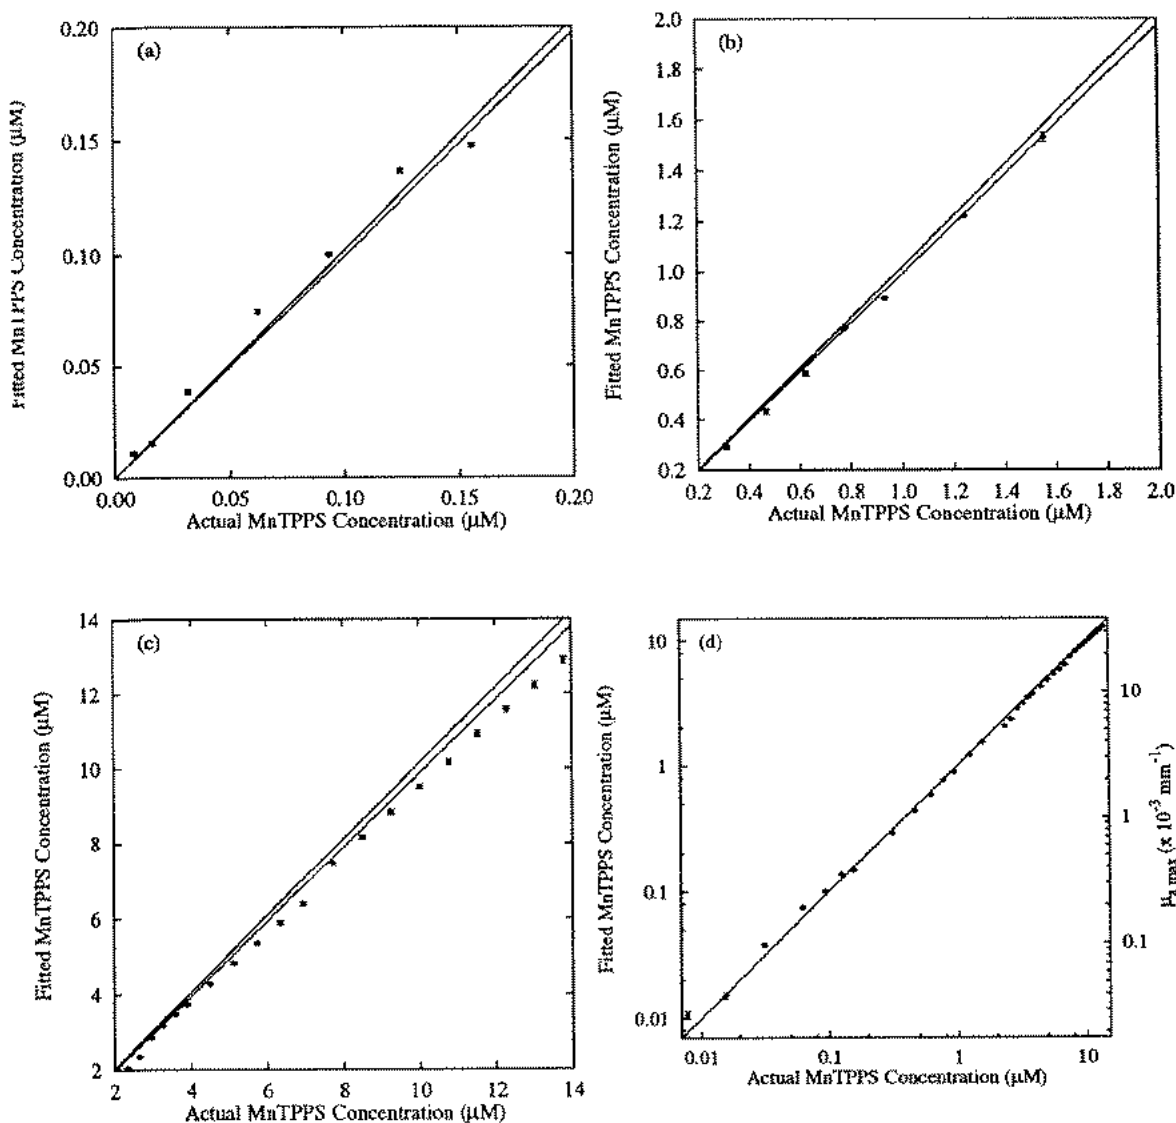 (a)
0.20
0.15
0.10
0.05
0.00
Fitted MnTPPS Concentration (μM)
0.00 0.05 0.10 0.15 0.20
Actual MnTPPS Concentration (μM)
(b)
2.0
1.8
1.6
1.4
1.2
1.0
0.8
0.6
0.4
0.2
Fitted MnTPPS Concentration (μM)
0.2 0.4 0.6 0.8 1.0 1.2 1.4 1.6 1.8 2.0
Actual MnTPPS Concentration (μM)
(c)
14
12
10
8
6
4
2
Fitted MnTPPS Concentration (μM)
2 4 6 8 10 12 14
Actual MnTPPS Concentration (μM)
(d)
10
1
0.1
0.01
Fitted MnTPPS Concentration (μM)
10
1
0.1
μa max (x 10⁻³ mm⁻¹)
0.01 0.1 1 10
Actual MnTPPS Concentration (μM)